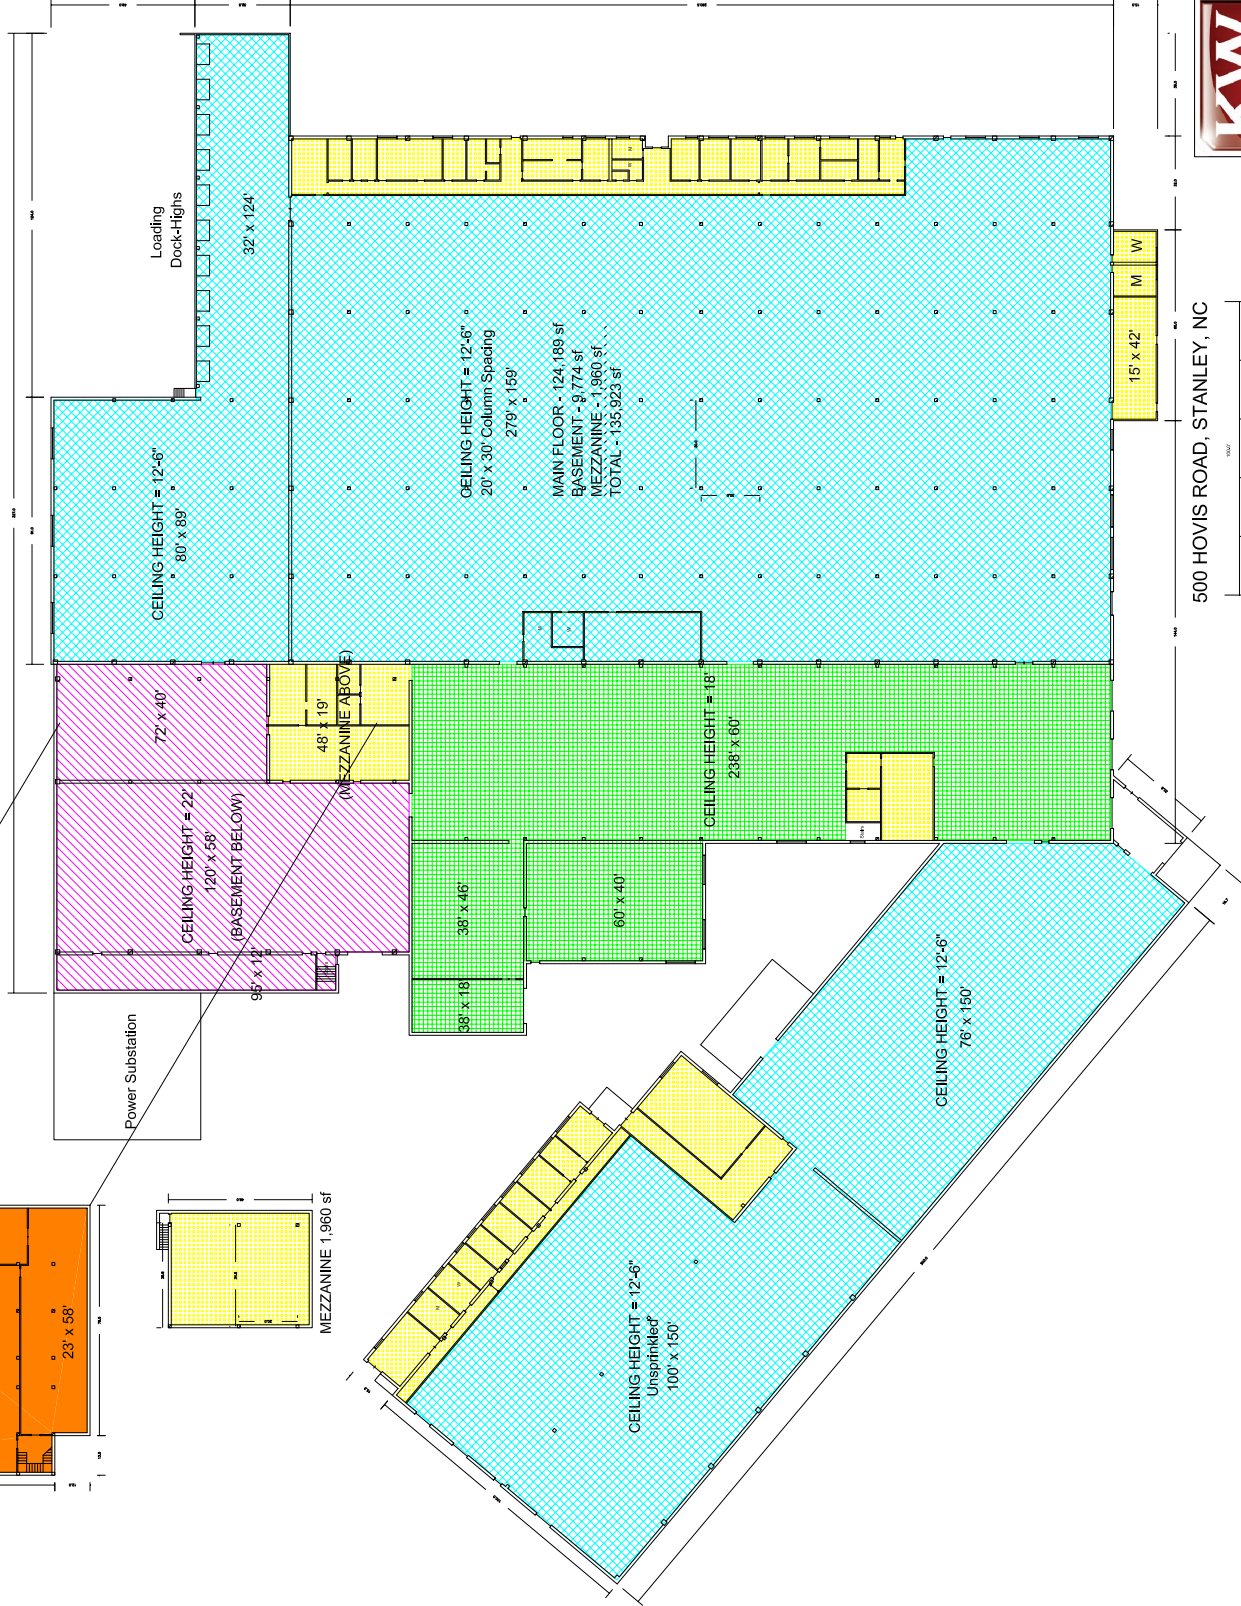 Loading
Dock-Highs
32' x 124'
CEILING HEIGHT = 12'-6"
80' x 89'
CEILING HEIGHT = 12'-6"
20' x 30' Column Spacing
279' x 159'
MAIN FLOOR - 124,189 sf
BASEMENT - 9,774 sf
MEZZANINE - 1,960 sf
TOTAL - 135,923 sf
M
W
M
W
15' x 42'
M
W
72' x 40'
48' x 19'
(MEZZANINE ABOVE)
CEILING HEIGHT = 18'
238' x 60'
Stairs
CEILING HEIGHT = 22'
120' x 58'
(BASEMENT BELOW)
95' x 12'
38' x 46'
60' x 40'
38' x 18'
Power Substation
CEILING HEIGHT = 12'-6"
76' x 150'
CEILING HEIGHT = 12'-6"
Unsprinkled
100' x 150'
M
W
23' x 58'
MEZZANINE 1,960 sf
500 HOVIS ROAD, STANLEY, NC
KW